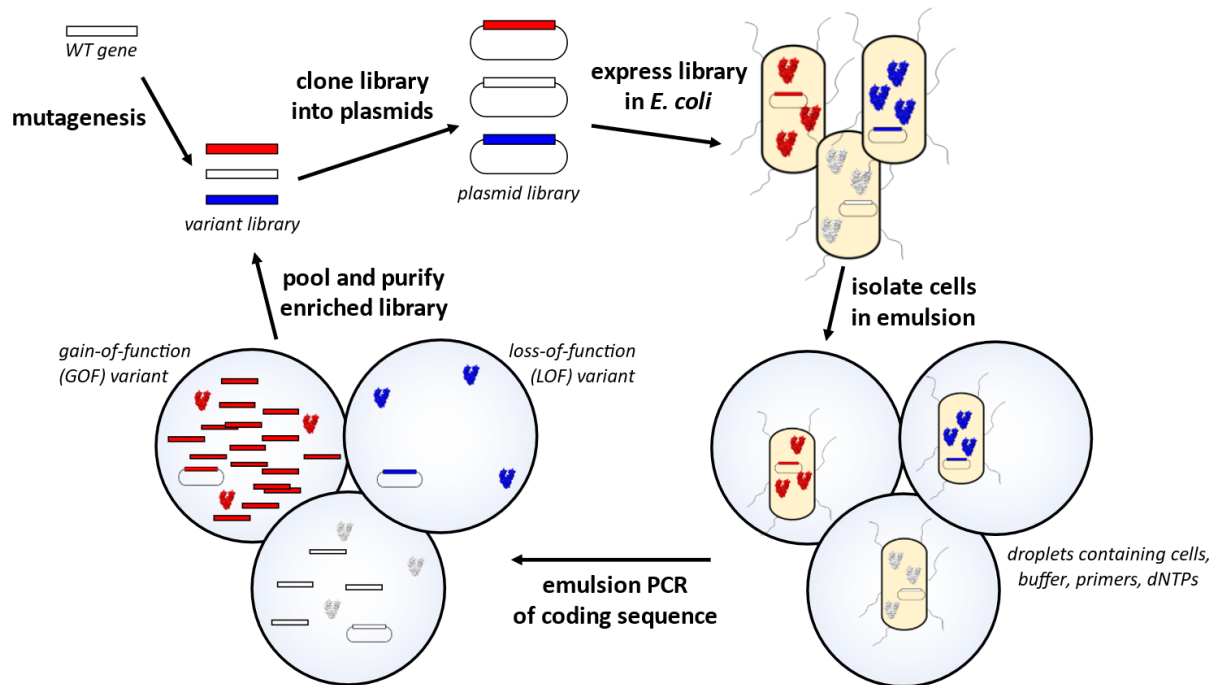 WT gene
mutagenesis
variant library
clone library
into plasmids
plasmid library
express library
in E. coli
isolate cells
in emulsion
droplets containing cells,
buffer, primers, dNTPs
emulsion PCR
of coding sequence
gain-of-function
(GOF) variant
loss-of-function
(LOF) variant
pool and purify
enriched library